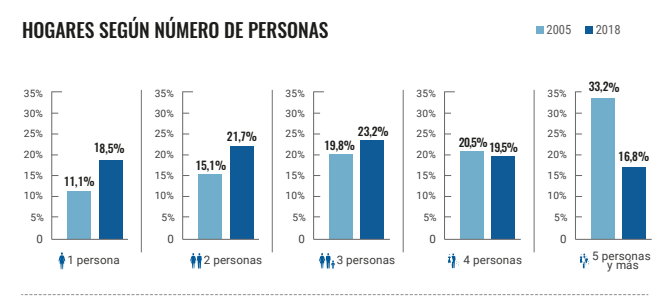 HOGARES SEGÚN NÚMERO DE PERSONAS
2005 2018
35% 30% 25% 20% 15% 10% 5% 0
11,1% 18,5%
1 persona
35% 30% 25% 20% 15% 10% 5% 0
15,1% 21,7%
2 personas
35% 30% 25% 20% 15% 10% 5% 0
19,8% 23,2%
3 personas
35% 30% 25% 20% 15% 10% 5% 0
20,5% 19,5%
4 personas
35% 30% 25% 20% 15% 10% 5% 0
33,2% 16,8%
5 personas
y más